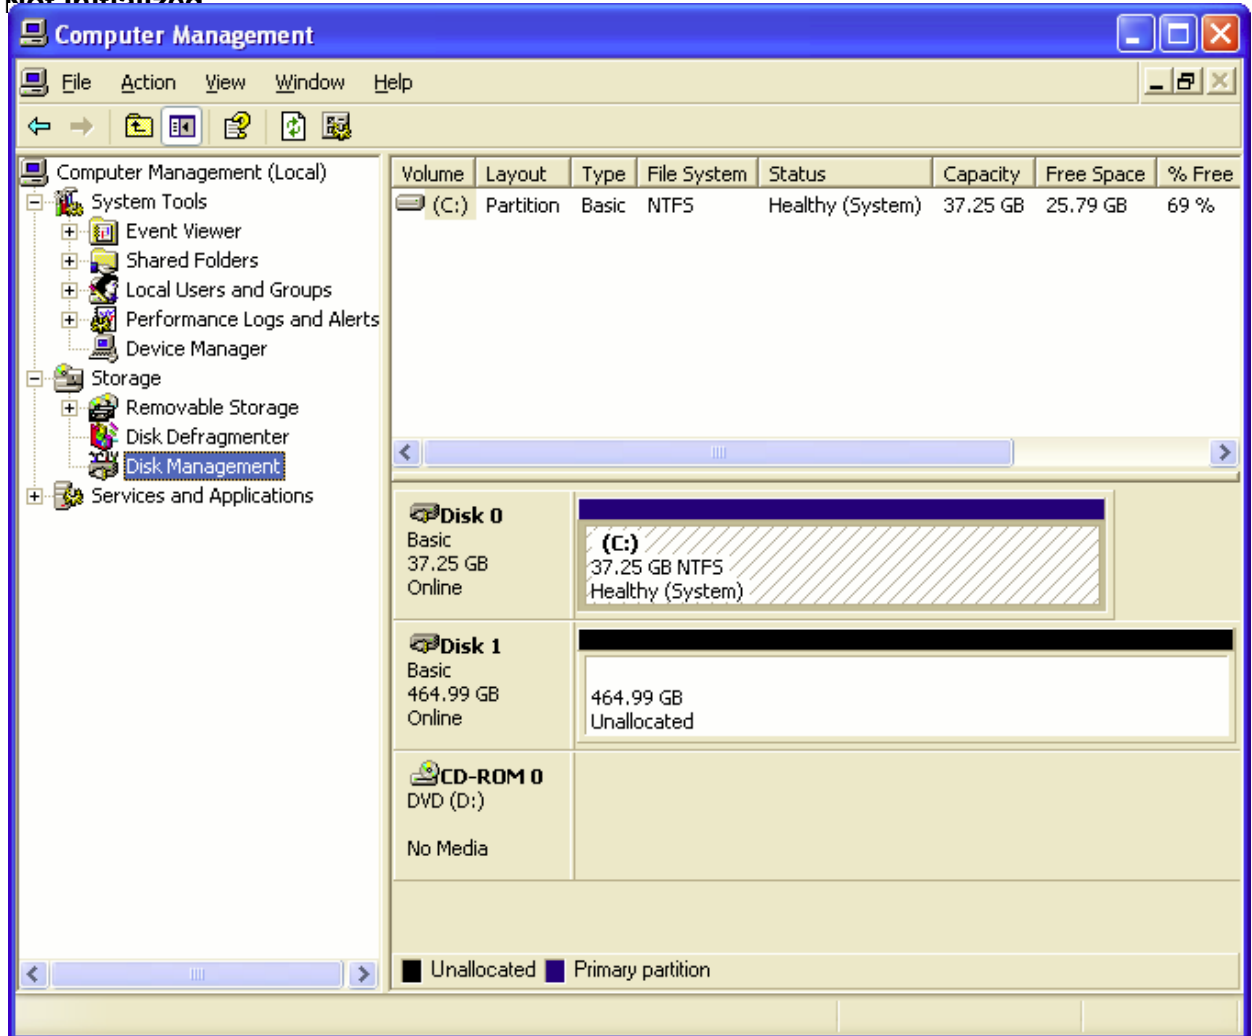 Not Initialized
Computer Management
File Action View Window Help
Computer Management (Local)
System Tools
Event Viewer
Shared Folders
Local Users and Groups
Performance Logs and Alerts
Device Manager
Storage
Removable Storage
Disk Defragmenter
Disk Management
Services and Applications
Volume Layout Type File System Status Capacity Free Space % Free
(C:) Partition Basic NTFS Healthy (System) 37.25 GB 25.79 GB 69 %
Disk 0
Basic
37.25 GB
Online
(C:)
37.25 GB NTFS
Healthy (System)
Disk 1
Basic
464.99 GB
Online
464.99 GB
Unallocated
CD-ROM 0
DVD (D:)
No Media
Unallocated Primary partition